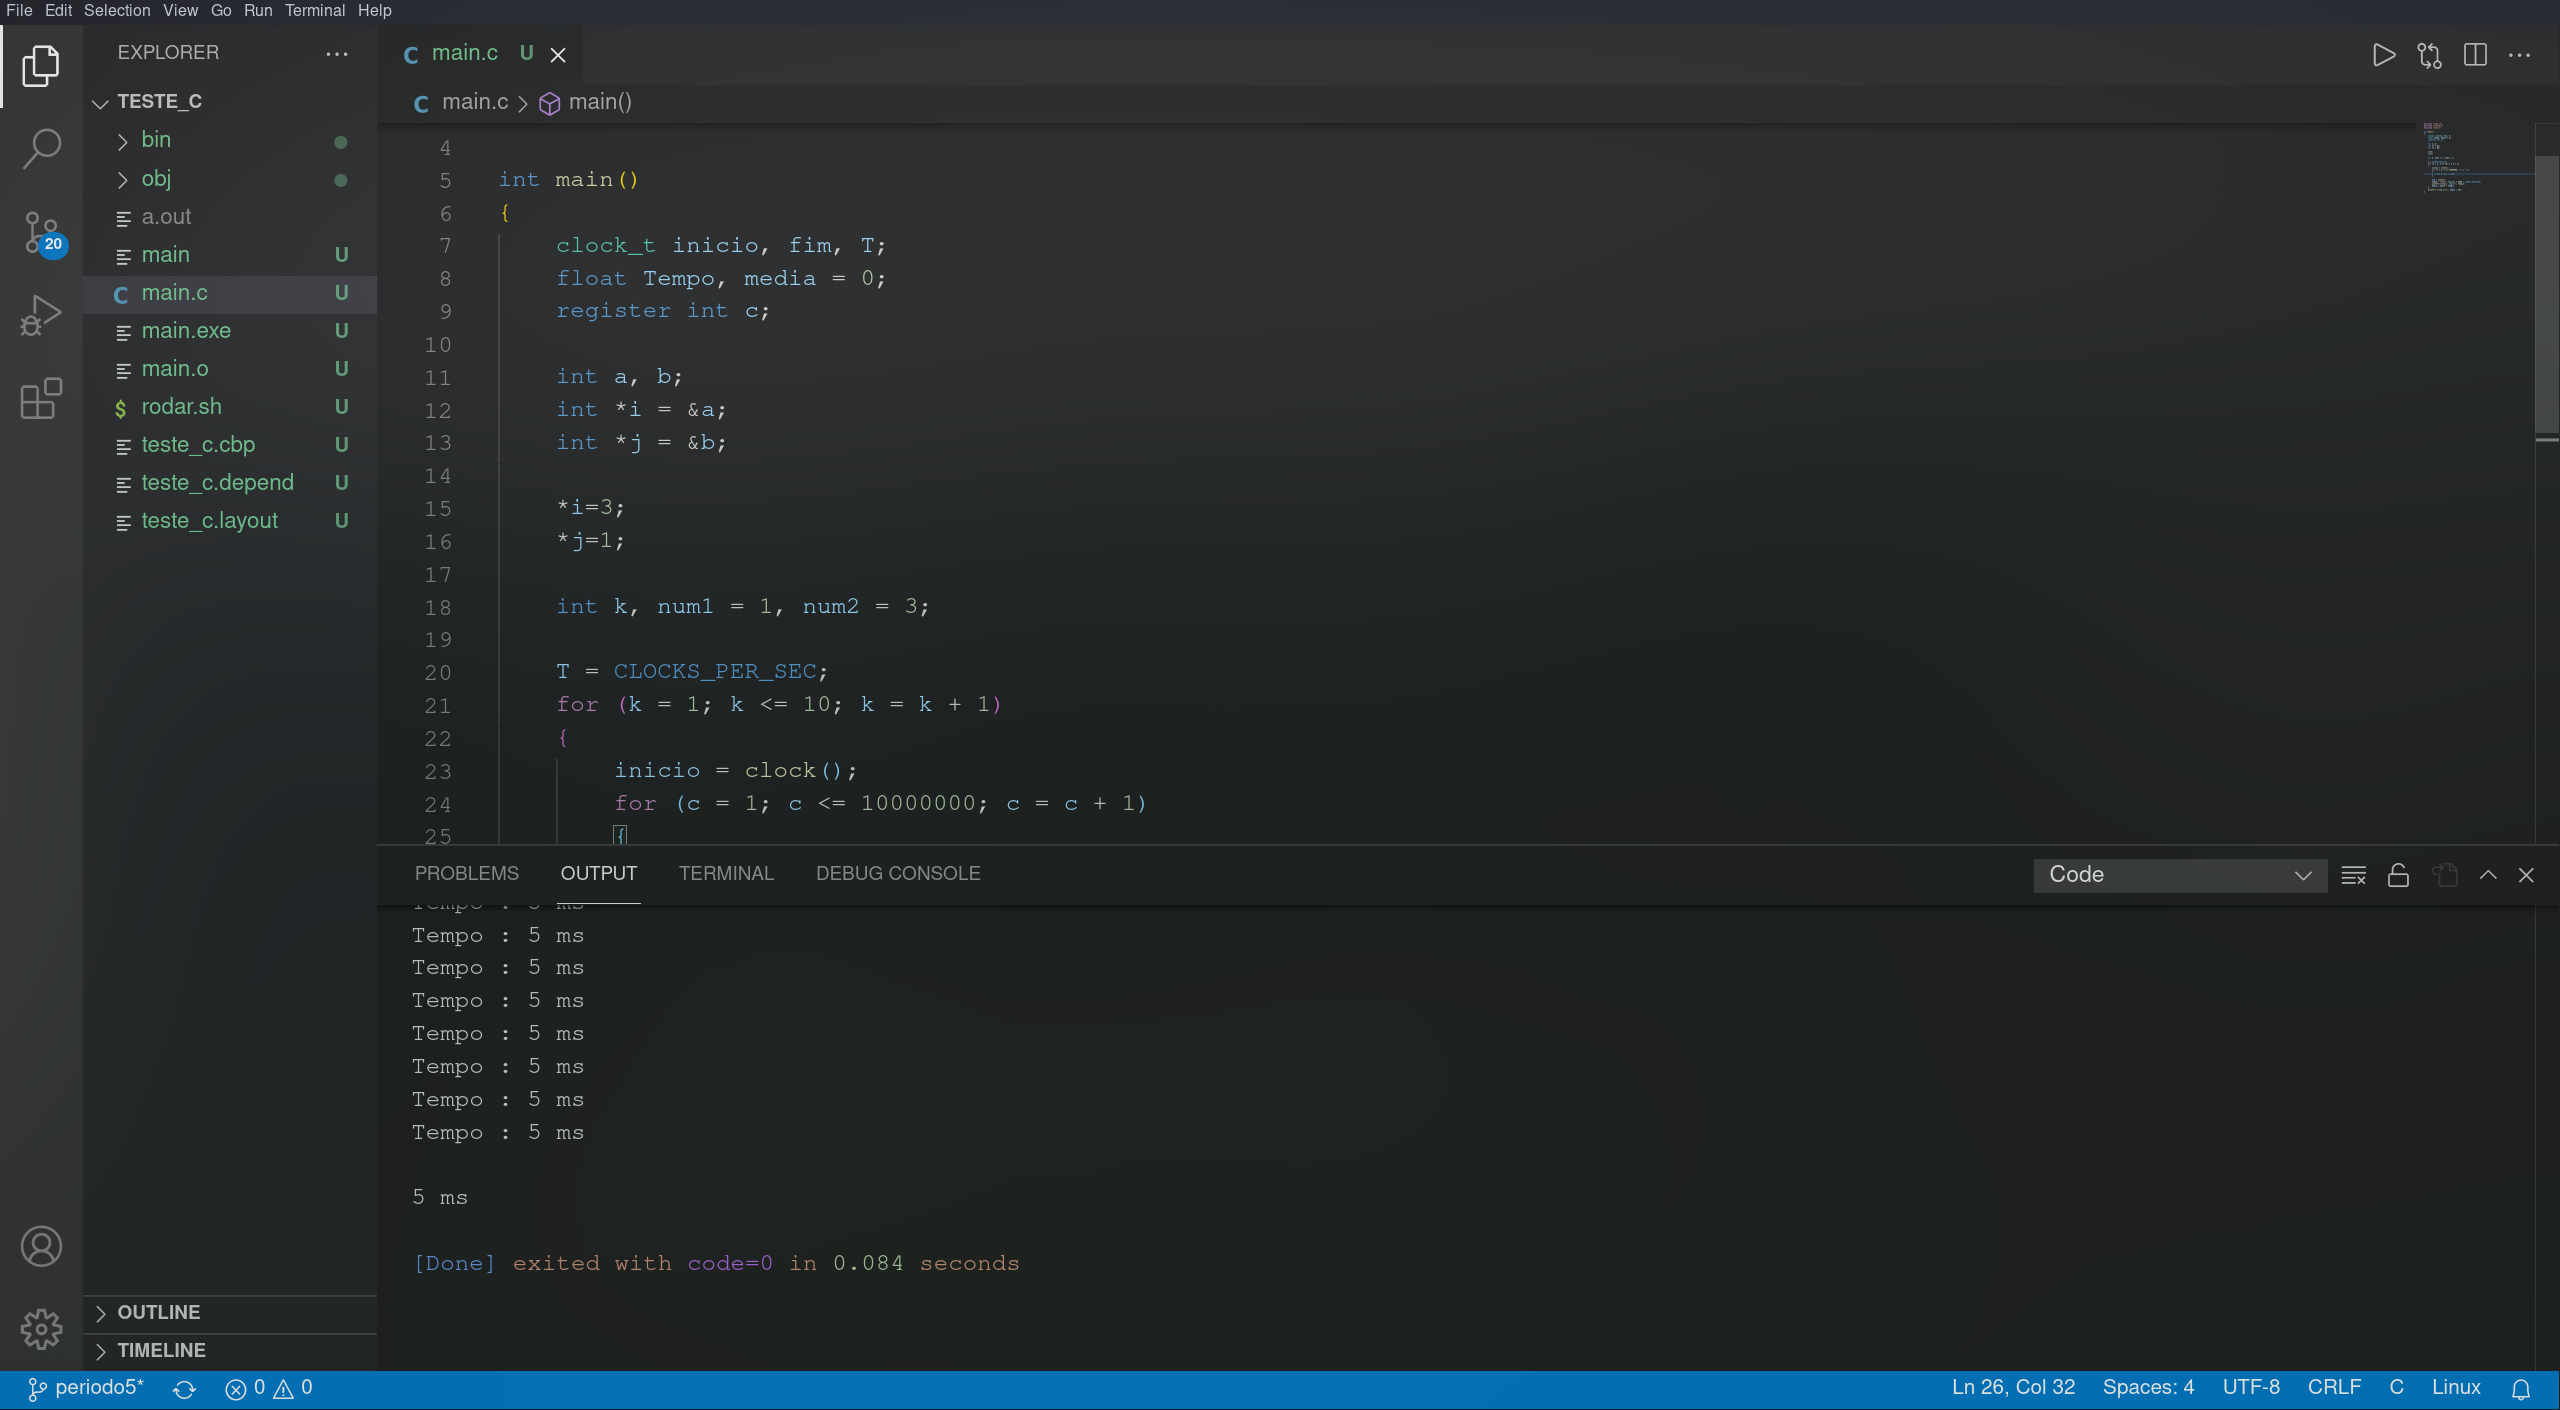 File Edit Selection View Go Run Terminal Help
EXPLORER
TESTE_C
bin
obj
a.out
main U
main.c U
main.exe U
main.o U
rodar.sh U
teste_c.cbp U
teste_c.depend U
teste_c.layout U
OUTLINE
TIMELINE
20
C main.c U
C main.c > main()
4
5 int main()
6 {
7 clock_t inicio, fim, T;
8 float Tempo, media = 0;
9 register int c;
10
11 int a, b;
12 int *i = &a;
13 int *j = &b;
14
15 *i=3;
16 *j=1;
17
18 int k, num1 = 1, num2 = 3;
19
20 T = CLOCKS_PER_SEC;
21 for (k = 1; k <= 10; k = k + 1)
22 {
23 inicio = clock();
24 for (c = 1; c <= 10000000; c = c + 1)
25 {
PROBLEMS OUTPUT TERMINAL DEBUG CONSOLE Code
Tempo : 5 ms
Tempo : 5 ms
Tempo : 5 ms
Tempo : 5 ms
Tempo : 5 ms
Tempo : 5 ms
Tempo : 5 ms
Tempo : 5 ms
5 ms
[Done] exited with code=0 in 0.084 seconds
periodo5* 0 0 Ln 26, Col 32 Spaces: 4 UTF-8 CRLF C Linux